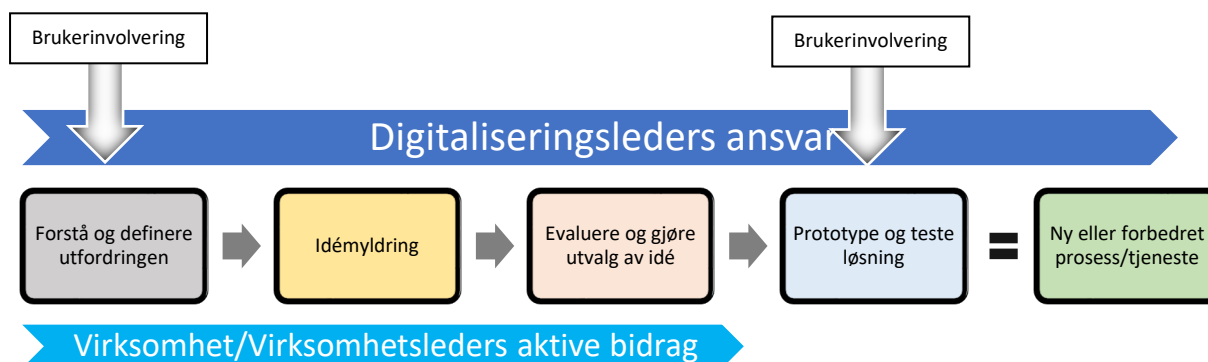 Brukerinvolvering
Brukerinvolvering
Digitaliseringsleders ansvar
Forstå og definere
utfordringen
Idémyldring
Evaluere og gjøre
utvalg av idé
Prototype og teste
løsning
=
Ny eller forbedret
prosess/tjeneste
Virksomhet/Virksomhetsleders aktive bidrag